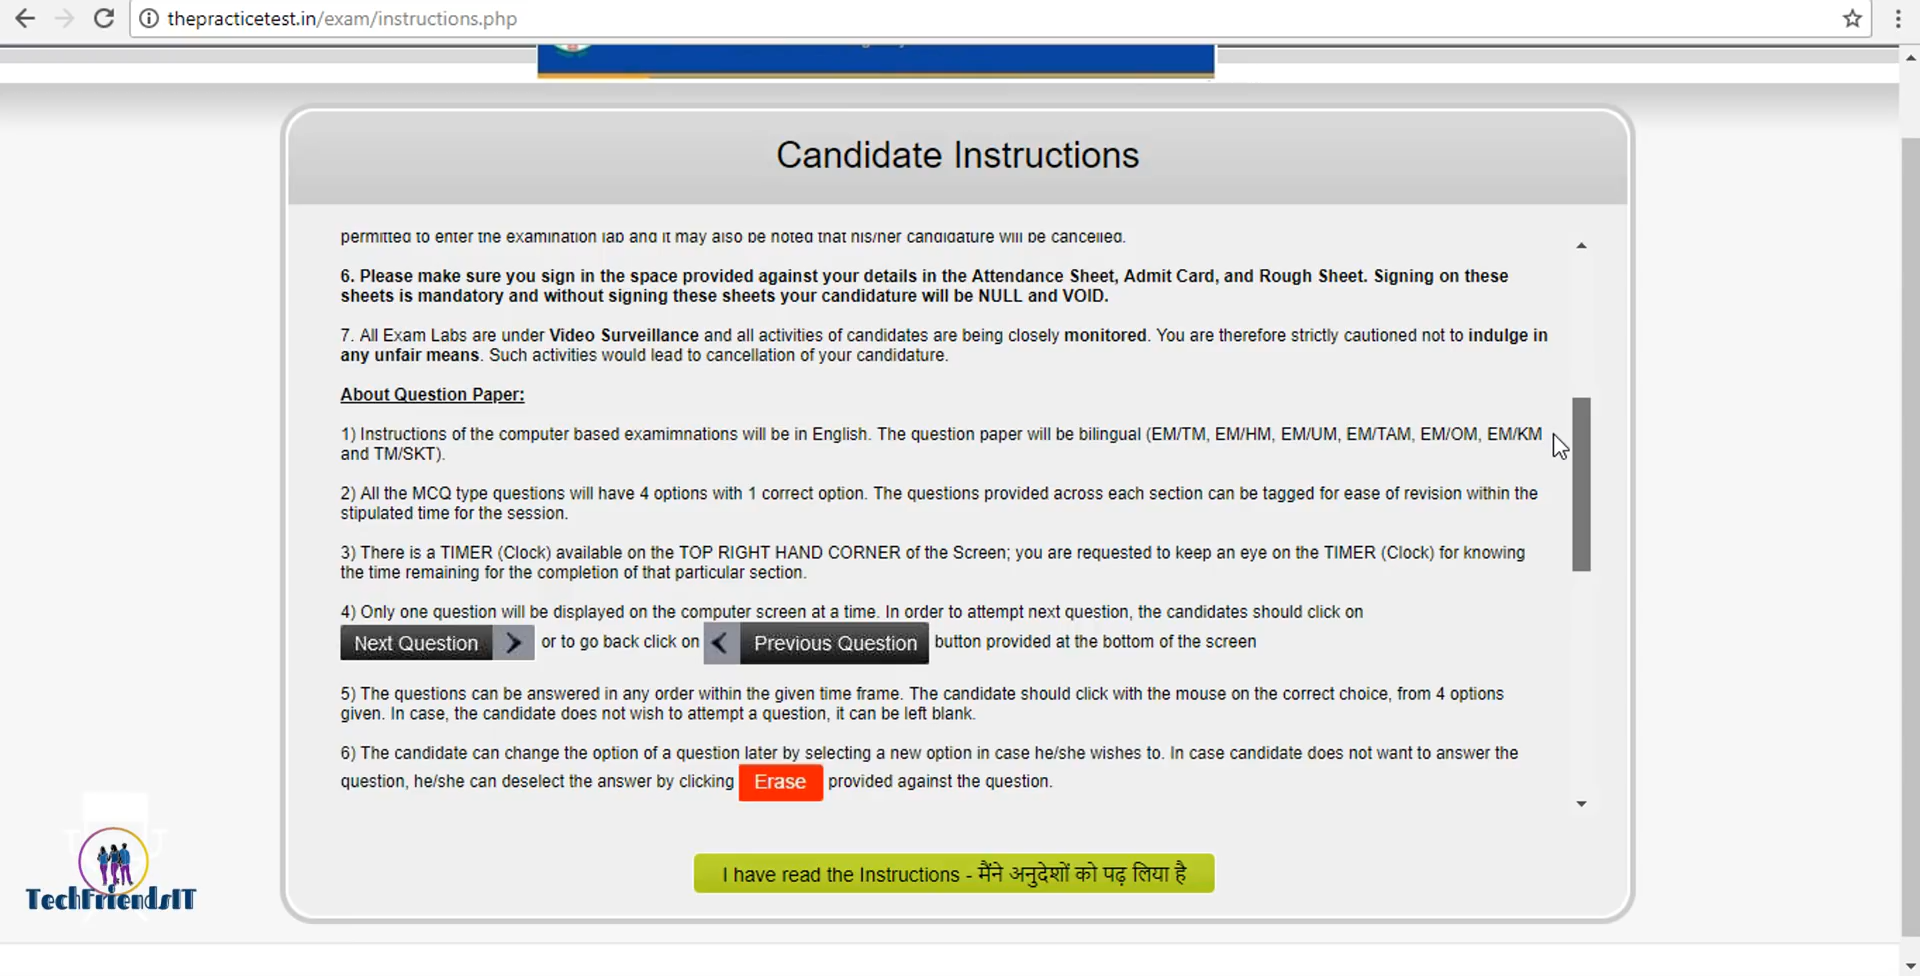 thepracticetest.in/exam/instructions.php
Candidate Instructions
permitted to enter the examination lab and it may also be noted that his/her candidature will be cancelled.
6. Please make sure you sign in the space provided against your details in the Attendance Sheet, Admit Card, and Rough Sheet. Signing on these
sheets is mandatory and without signing these sheets your candidature will be NULL and VOID.
7. All Exam Labs are under Video Surveillance and all activities of candidates are being closely monitored. You are therefore strictly cautioned not to indulge in
any unfair means. Such activities would lead to cancellation of your candidature.
About Question Paper:
1) Instructions of the computer based examimnations will be in English. The question paper will be bilingual (EM/TM, EM/HM, EM/UM, EM/TAM, EM/OM, EM/KM
and TM/SKT).
2) All the MCQ type questions will have 4 options with 1 correct option. The questions provided across each section can be tagged for ease of revision within the
stipulated time for the session.
3) There is a TIMER (Clock) available on the TOP RIGHT HAND CORNER of the Screen; you are requested to keep an eye on the TIMER (Clock) for knowing
the time remaining for the completion of that particular section.
4) Only one question will be displayed on the computer screen at a time. In order to attempt next question, the candidates should click on
Next Question > or to go back click on < Previous Question button provided at the bottom of the screen
5) The questions can be answered in any order within the given time frame. The candidate should click with the mouse on the correct choice, from 4 options
given. In case, the candidate does not wish to attempt a question, it can be left blank.
6) The candidate can change the option of a question later by selecting a new option in case he/she wishes to. In case candidate does not want to answer the
question, he/she can deselect the answer by clicking Erase provided against the question.
I have read the Instructions - मैंने अनुदेशों को पढ़ लिया है
TechFriendsIT